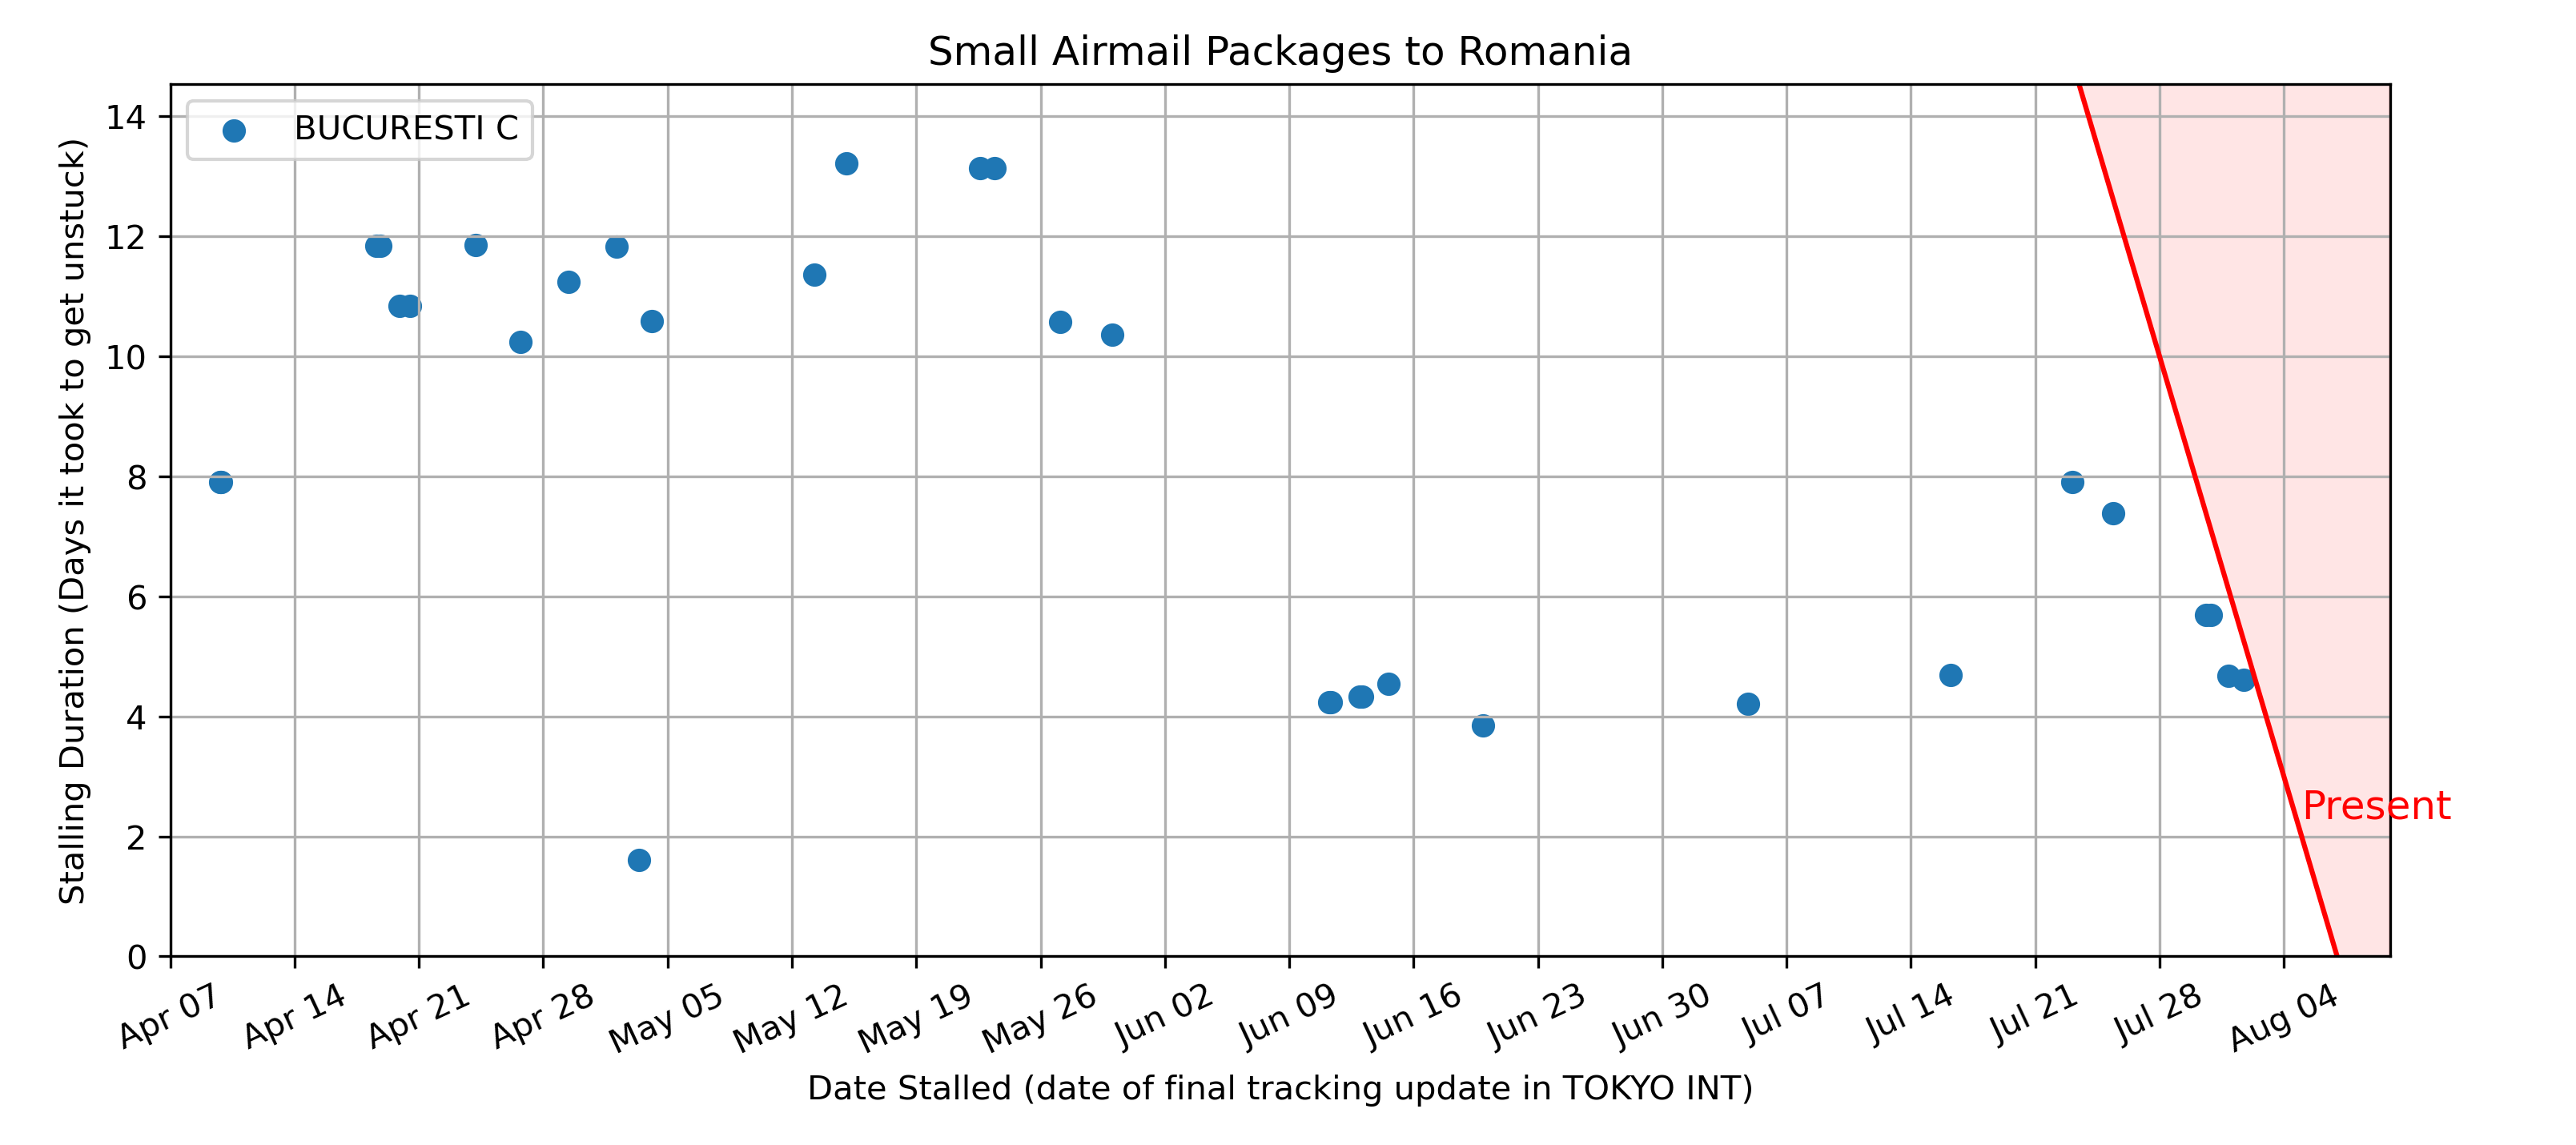 Small Airmail Packages to Romania
BUCURESTI C
Stalling Duration (Days it took to get unstuck)
14
12
10
8
6
4
2
0
Present
Apr 07
Apr 14
Apr 21
Apr 28
May 05
May 12
May 19
May 26
Jun 02
Jun 09
Jun 16
Jun 23
Jun 30
Jul 07
Jul 14
Jul 21
Jul 28
Aug 04
Date Stalled (date of final tracking update in TOKYO INT)